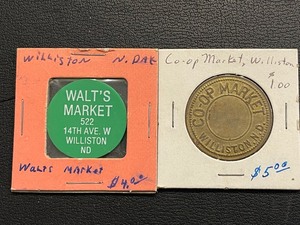 Williston N. DAK
WALT'S
MARKET
522
14TH AVE. W
WILLISTON
ND
Walts Market
$4.00
Co-op Market, Williston
$1.00
CO-OP MARKET
WILLISTON, N.D.
$5.00